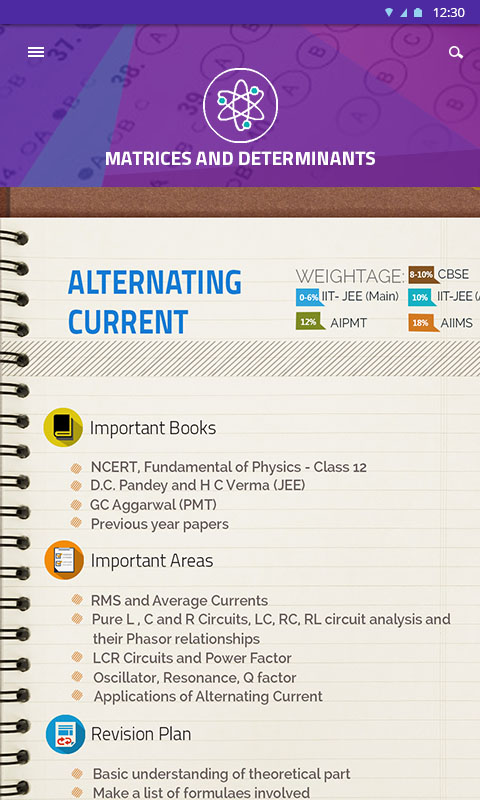 12:30
MATRICES AND DETERMINANTS
ALTERNATING
CURRENT
WEIGHTAGE: 8-10% CBSE
0-6% IIT- JEE (Main) 10% IIT-JEE (A
12% AIPMT 18% AIIMS
Important Books
NCERT, Fundamental of Physics - Class 12
D.C. Pandey and H C Verma (JEE)
GC Aggarwal (PMT)
Previous year papers
Important Areas
RMS and Average Currents
Pure L , C and R Circuits, LC, RC, RL circuit analysis and
their Phasor relationships
LCR Circuits and Power Factor
Oscillator, Resonance, Q factor
Applications of Alternating Current
Revision Plan
Basic understanding of theoretical part
Make a list of formulaes involved